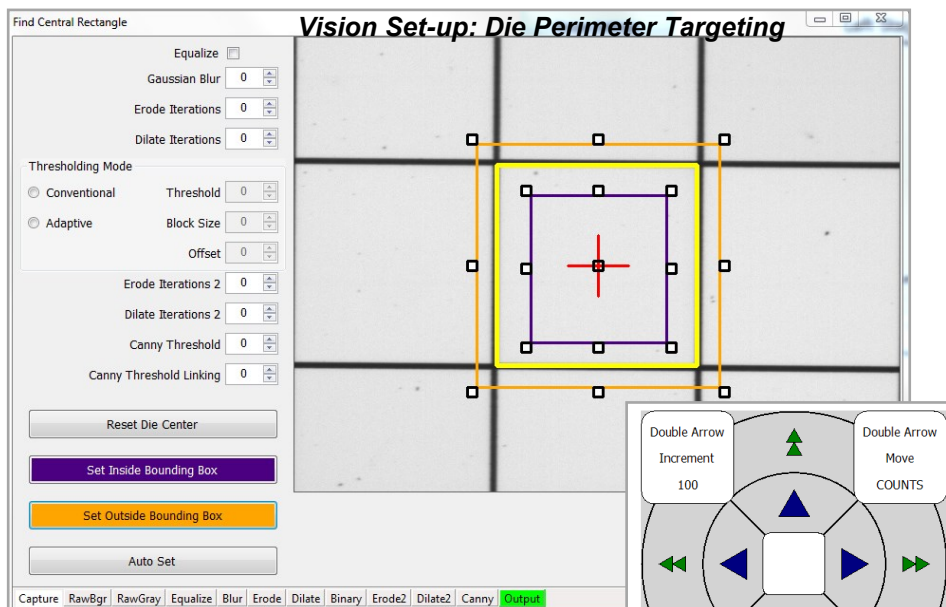 Find Central Rectangle
Vision Set-up: Die Perimeter Targeting
Equalize
Gaussian Blur 0
Erode Iterations 0
Dilate Iterations 0
Thresholding Mode
Conventional Threshold 0
Adaptive Block Size 0
Offset 0
Erode Iterations 2 0
Dilate Iterations 2 0
Canny Threshold 0
Canny Threshold Linking 0
Reset Die Center
Set Inside Bounding Box
Set Outside Bounding Box
Auto Set
Double Arrow
Increment
100
Double Arrow
Move
COUNTS
Capture RawBgr RawGray Equalize Blur Erode Dilate Binary Erode2 Dilate2 Canny Output